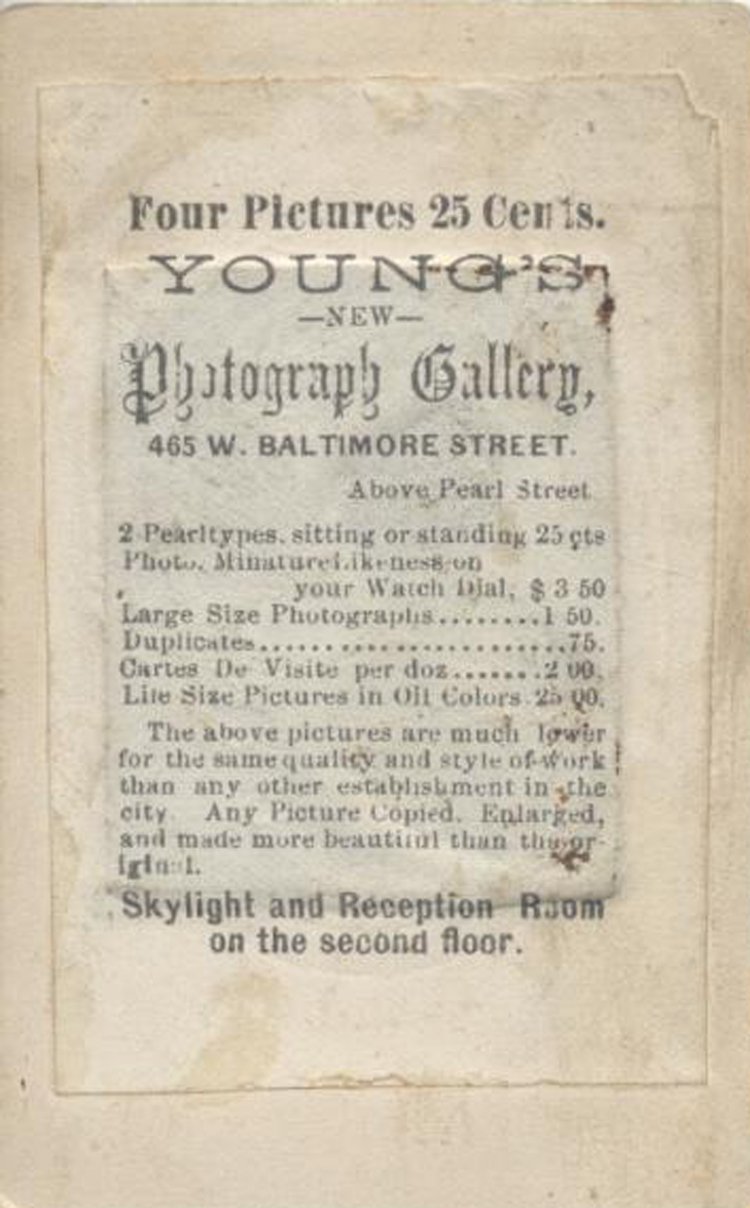 Four Pictures 25 Cents.
YOUNG'S
—NEW—
Photograph Gallery,
465 W. BALTIMORE STREET.
Above Pearl Street
2 Pearltypes, sitting or standing 25 cts
Photo. Minature Likeness on
your Watch Dial, $ 3 50
Large Size Photographs........1 50.
Duplicates.......................75.
Cartes De Visite per doz.......2 00.
Life Size Pictures in Oil Colors 25 00.
The above pictures are much lower
for the same quality and style of work
than any other establishment in the
city Any Picture Copied, Enlarged,
and made more beautiful than the or-
iginal.
Skylight and Reception Room
on the second floor.